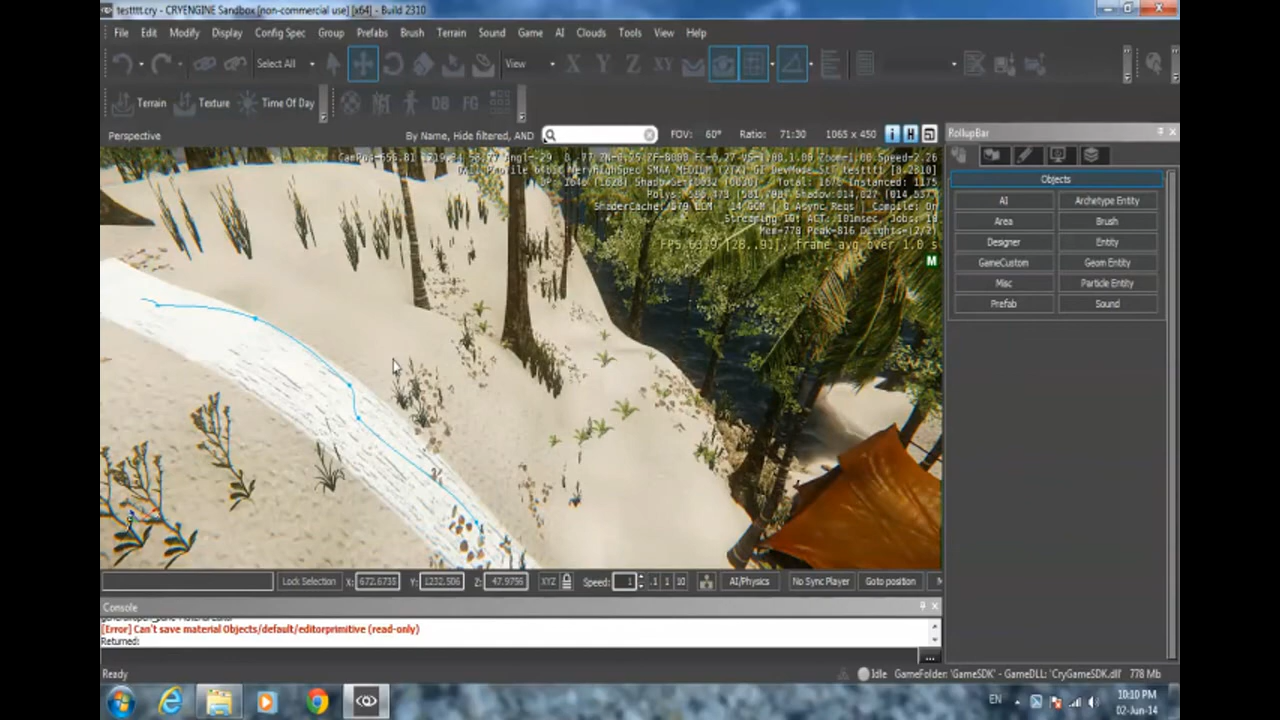 testttt.cry - CRYENGINE Sandbox [non-commercial use] [x64] - Build 2310
File Edit Modify Display Config Spec Group Prefabs Brush Terrain Sound Game AI Clouds Tools View Help
Select All View X Y Z XY
Terrain Texture Time Of Day DB FG
Perspective By Name, Hide filtered, AND FOV: 60° Ratio: 71:30 1065 x 450 i H
RollupBar
Objects
AI Archetype Entity
Area Brush
Designer Entity
GameCustom Geom Entity
Misc Particle Entity
Prefab Sound
M
Lock Selection X: 672.6735 Y: 1232.506 Z: 47.9796 XYZ Speed: 1 .1 1 10 AI/Physics No Sync Player Goto position
Console
[Error] Can't save material Objects/default/editorprimitive (read-only)
Returned:
...
Ready Idle GameFolder: 'GameSDK' - GameDLL: 'CryGameSDK.dll' 778 Mb
EN 10:10 PM
02-Jun-14